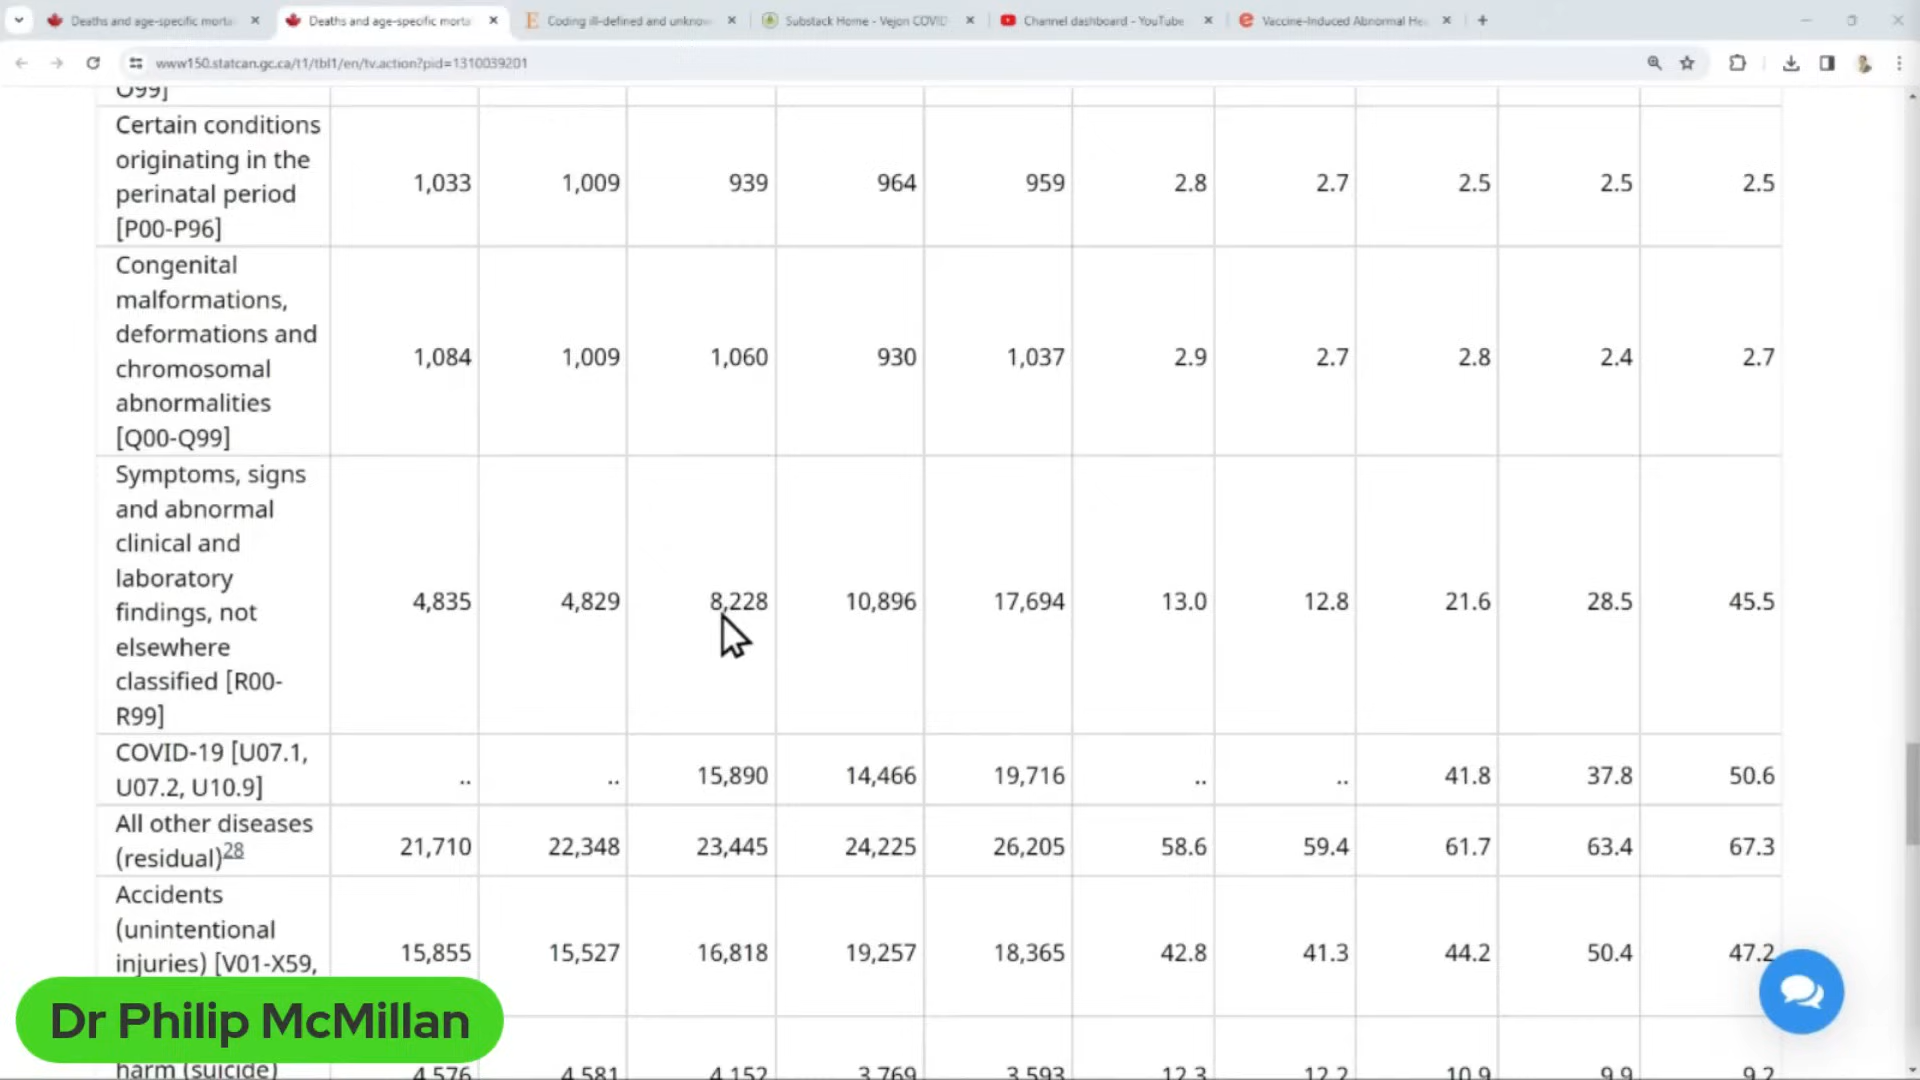 Deaths and age-specific morta
Deaths and age-specific morta
Coding ill-defined and unknow
Substack Home - Vejon COVID
Channel dashboard - YouTube
Vaccine-Induced Abnormal He
www150.statcan.gc.ca/t1/tbl1/en/tv.action?pid=1310039201
O99]
Certain conditions
originating in the
perinatal period
[P00-P96]
1,033 1,009 939 964 959 2.8 2.7 2.5 2.5 2.5
Congenital
malformations,
deformations and
chromosomal
abnormalities
[Q00-Q99]
1,084 1,009 1,060 930 1,037 2.9 2.7 2.8 2.4 2.7
Symptoms, signs
and abnormal
clinical and
laboratory
findings, not
elsewhere
classified [R00-
R99]
4,835 4,829 8,228 10,896 17,694 13.0 12.8 21.6 28.5 45.5
COVID-19 [U07.1,
U07.2, U10.9]
.. .. 15,890 14,466 19,716 .. .. 41.8 37.8 50.6
All other diseases
(residual)28
21,710 22,348 23,445 24,225 26,205 58.6 59.4 61.7 63.4 67.3
Accidents
(unintentional
injuries) [V01-X59,
15,855 15,527 16,818 19,257 18,365 42.8 41.3 44.2 50.4 47.2
Dr Philip McMillan
harm (suicide)
4,576 4,581 4,152 3,769 3,593 12.3 12.2 10.9 9.9 9.2